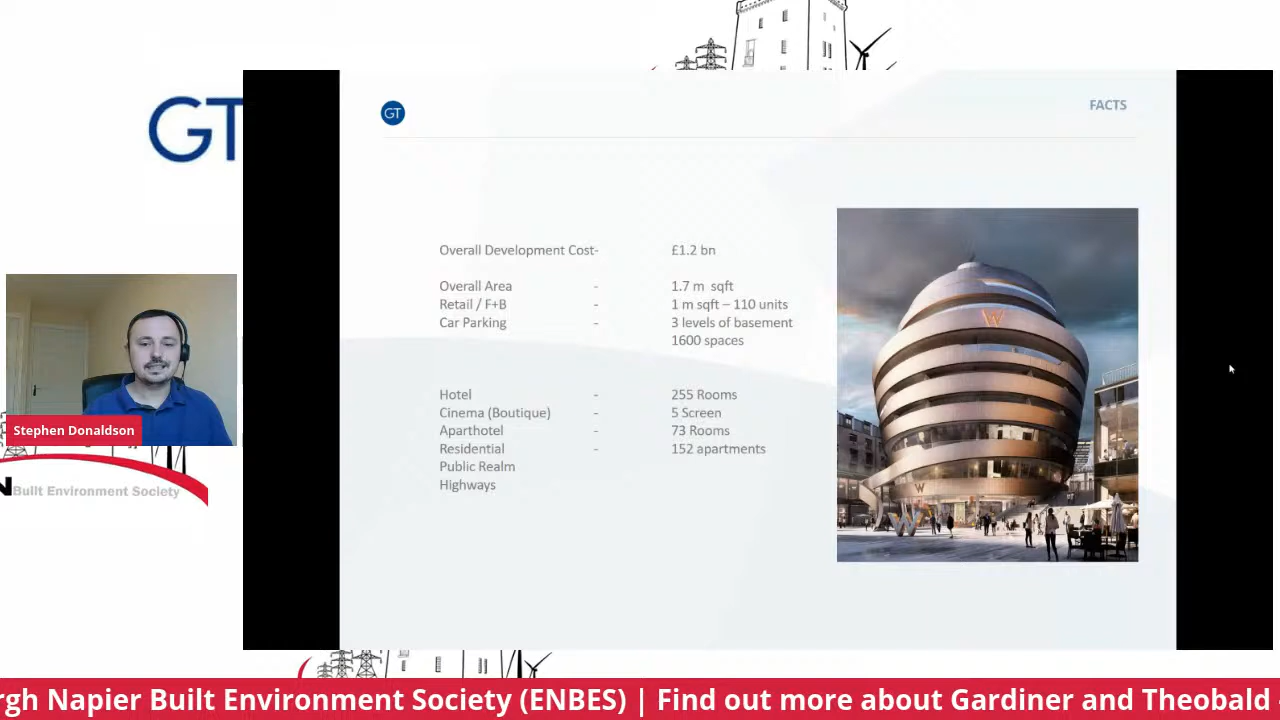 GT
GT
FACTS
Overall Development Cost- £1.2 bn
Overall Area - 1.7 m sqft
Retail / F+B - 1 m sqft – 110 units
Car Parking - 3 levels of basement
1600 spaces
Hotel - 255 Rooms
Cinema (Boutique) - 5 Screen
Aparthotel - 73 Rooms
Residential - 152 apartments
Public Realm
Highways
W
W
W
Stephen Donaldson
N Built Environment Society
rgh Napier Built Environment Society (ENBES) | Find out more about Gardiner and Theobald